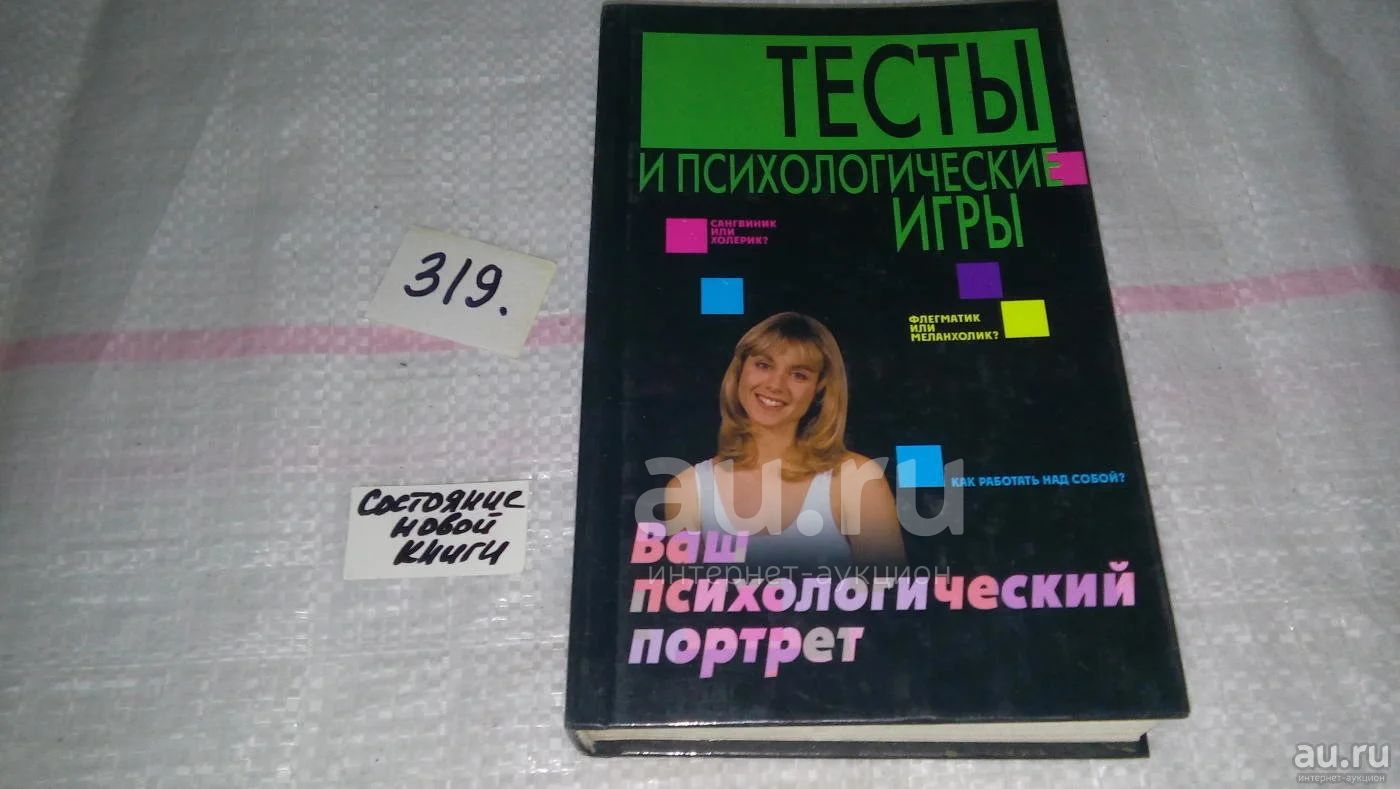 ТЕСТЫ
И ПСИХОЛОГИЧЕСКИЕ
ИГРЫ
САНГВИНИК
ИЛИ
ХОЛЕРИК?
ФЛЕГМАТИК
ИЛИ
МЕЛАНХОЛИК?
КАК РАБОТАТЬ НАД СОБОЙ?
Ваш
психологический
портрет
319.
Состояние
новой
книги
au.ru
интернет-аукцион
au.ru
интернет-аукцион